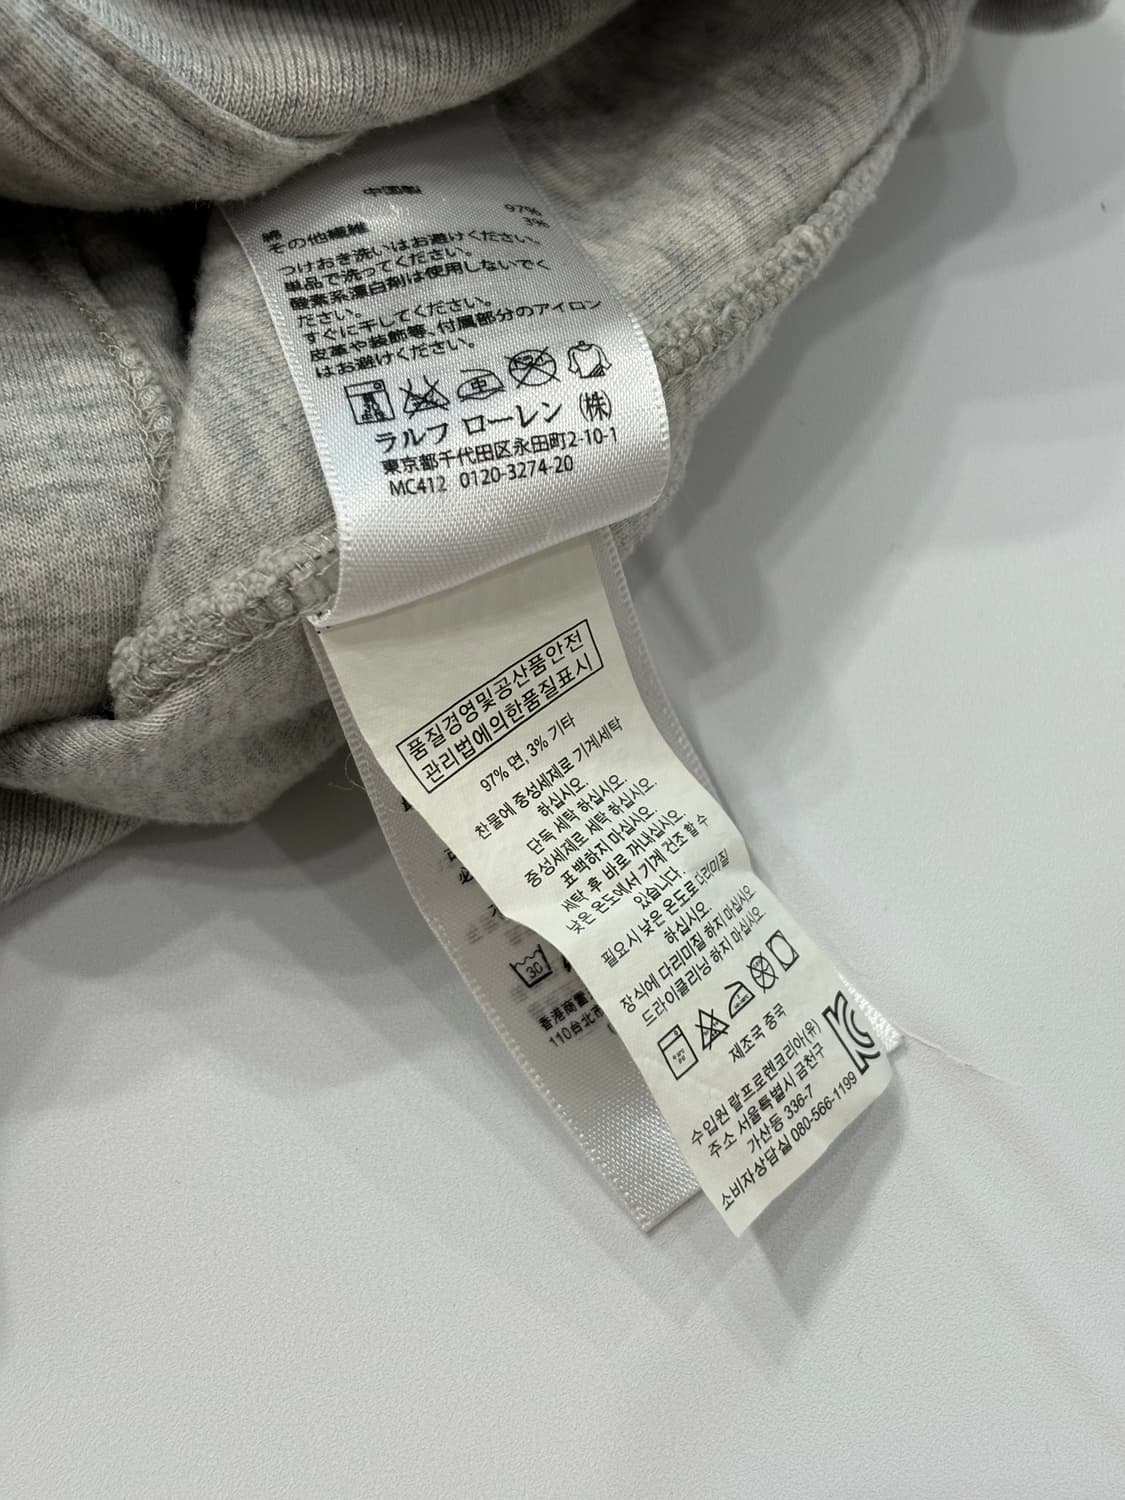 中国製
綿 97%
その他繊維 3%
つけおき洗いはお避けください。
単品で洗ってください。
酸素系漂白剤は使用しないでく
ださい。
すぐに干してください。
皮革や装飾等、付属部分のアイロン
はお避けください。
中
ラルフ ローレン (株)
東京都千代田区永田町2-10-1
MC412 0120-3274-20
품질경영및공산품안전
관리법에의한품질표시
97% 면, 3% 기타
찬물에 중성세제로 기계세탁
하십시오.
단독 세탁 하십시오.
중성세제로 세탁 하십시오.
표백하지 마십시오.
세탁 후 바로 꺼내십시오.
낮은 온도에서 기계 건조 할 수
있습니다.
필요시 낮은 온도로 다리미질
하십시오.
장식에 다리미질 하지 마십시오.
드라이클리닝 하지 마십시오.
제조국 중국
수입원 랄프로렌코리아(유)
주소 서울특별시 금천구
가산동 336-7
소비자상담실 080-566-1199
30
香港商
110台北市